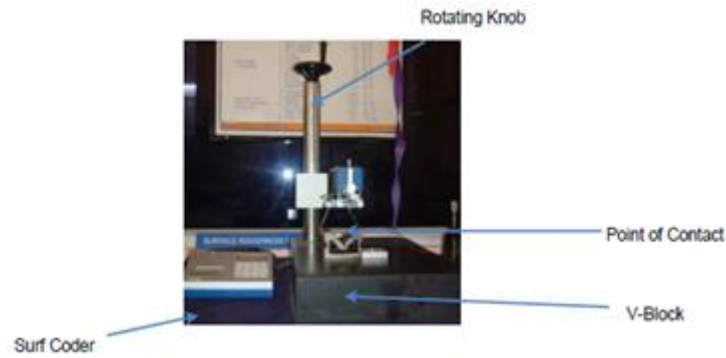 Rotating Knob
SURFACE ROUGHNESS
Point of Contact
V-Block
Surf Coder